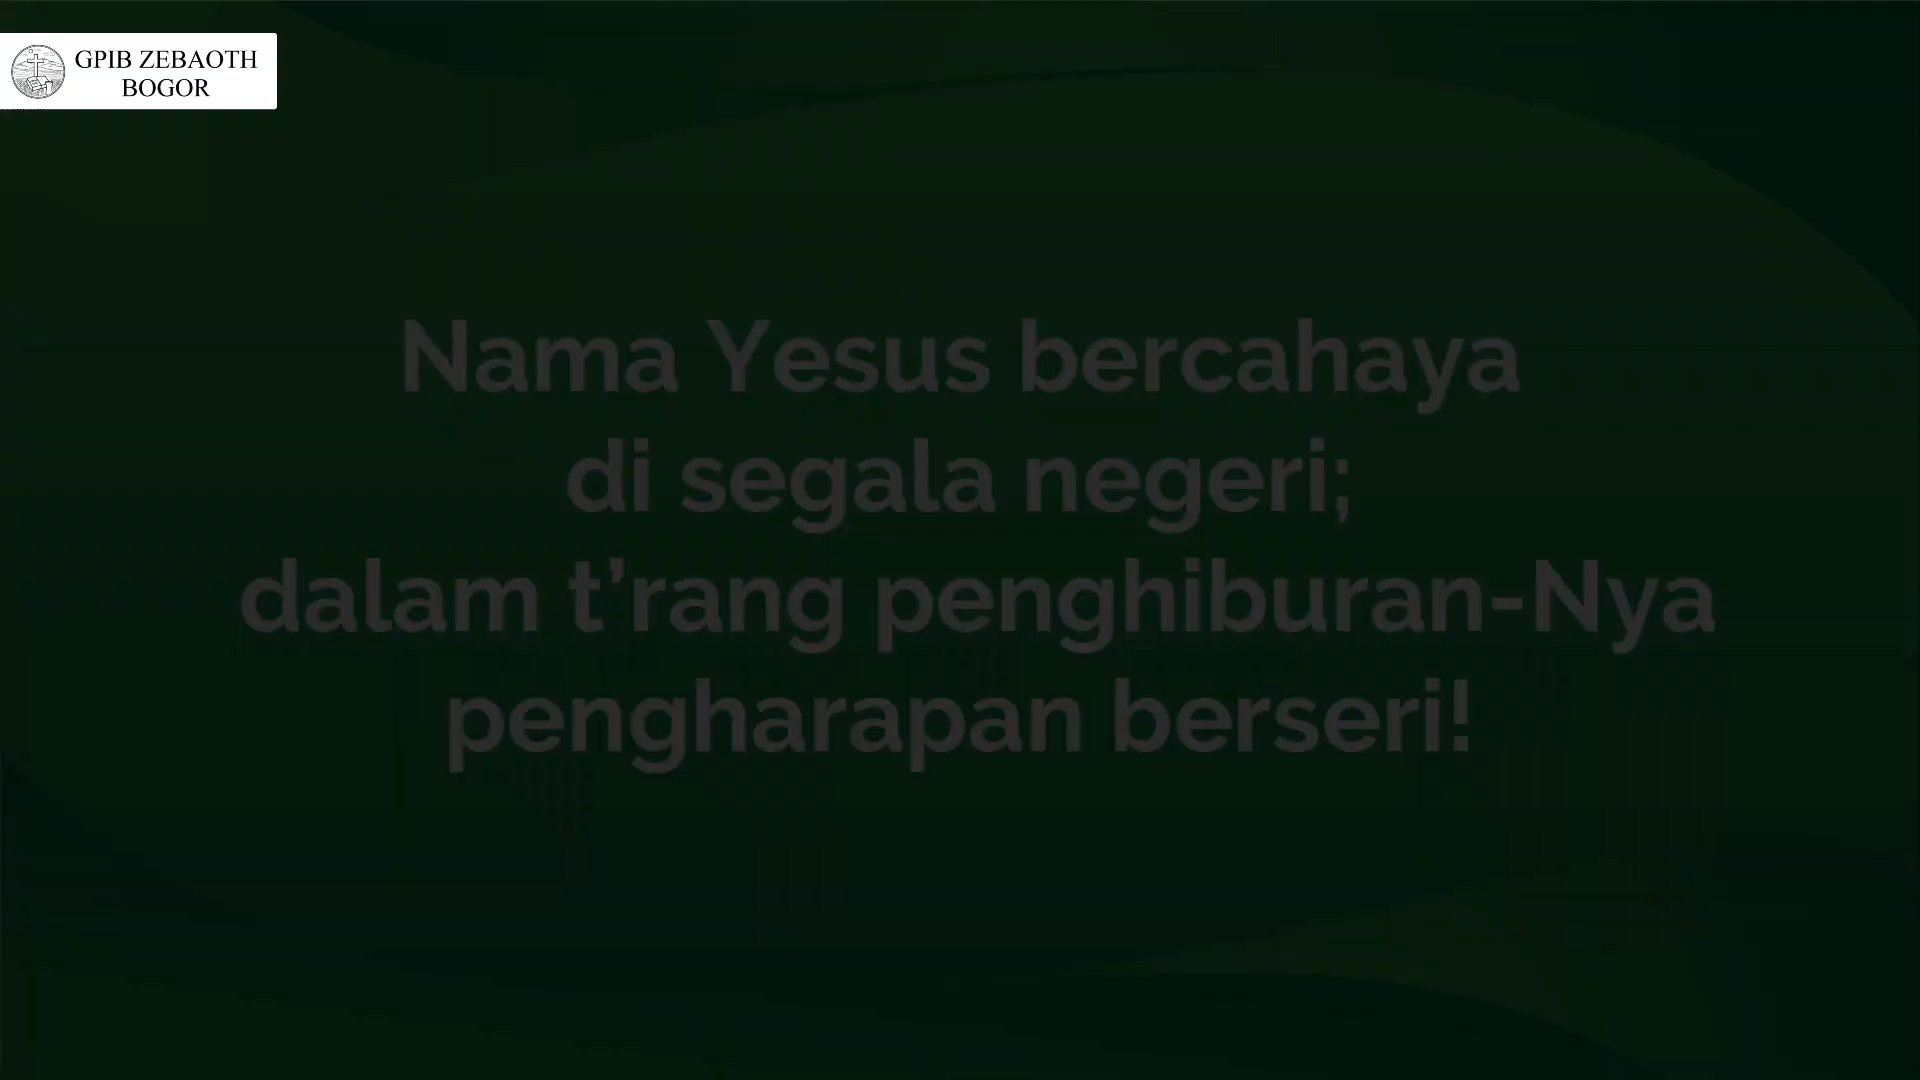 GPIB ZEBAOTH
BOGOR
Nama Yesus bercahaya
di segala negeri;
dalam t’rang penghiburan-Nya
pengharapan berseri!